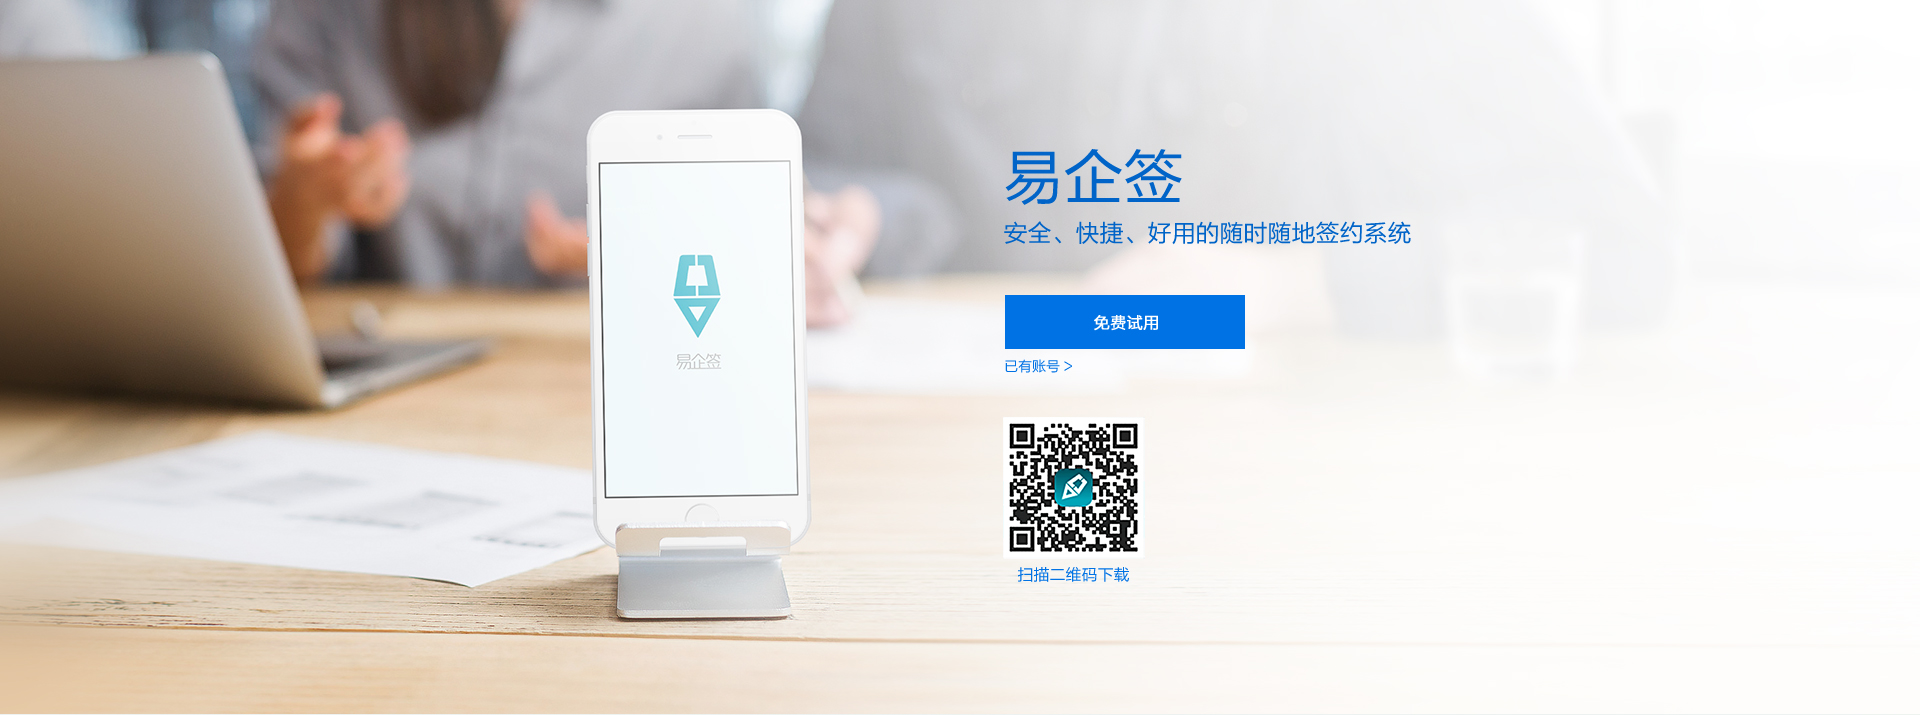 易企签
安全、快捷、好用的随时随地签约系统
免费试用
已有账号 >
扫描二维码下载
易企签